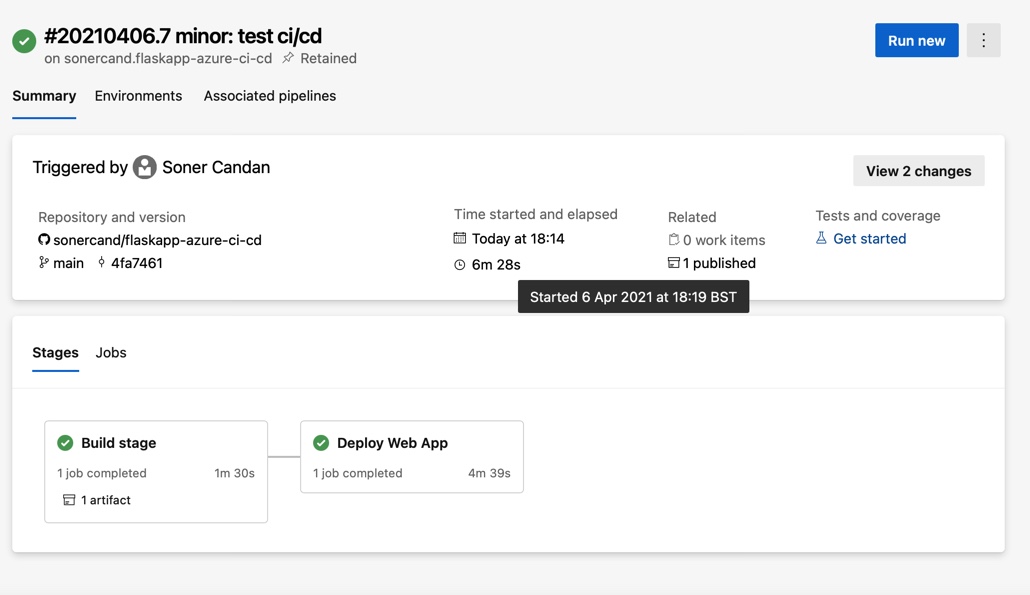 #20210406.7 minor: test ci/cd
on sonercand.flaskapp-azure-ci-cd Retained
Run new
Summary Environments Associated pipelines
Triggered by Soner Candan
View 2 changes
Repository and version
sonercand/flaskapp-azure-ci-cd
main 4fa7461
Time started and elapsed
Today at 18:14
6m 28s
Related
0 work items
1 published
Tests and coverage
Get started
Started 6 Apr 2021 at 18:19 BST
Stages Jobs
Build stage
1 job completed 1m 30s
1 artifact
Deploy Web App
1 job completed 4m 39s